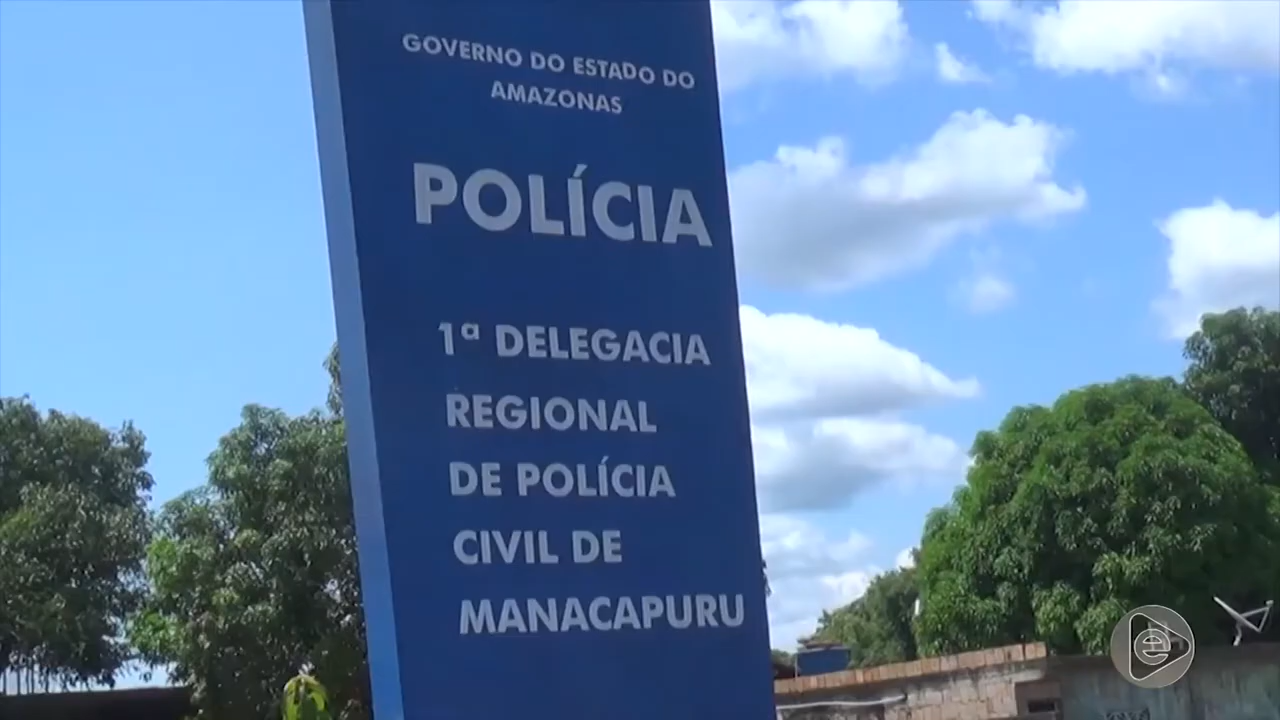 GOVERNO DO ESTADO DO
AMAZONAS
POLÍCIA
1ª DELEGACIA
REGIONAL
DE POLÍCIA
CIVIL DE
MANACAPURU